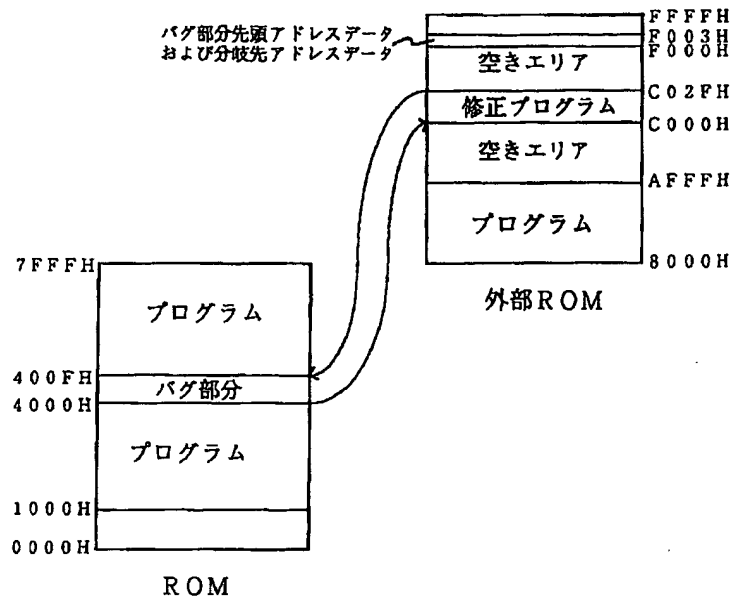 バグ部分先頭アドレスデータ
および分岐先アドレスデータ
FFFFH
F003H
F000H
空きエリア
C02FH
修正プログラム
C000H
空きエリア
AFFFH
プログラム
8000H
外部ROM
7FFFH
プログラム
400FH
バグ部分
4000H
プログラム
1000H
0000H
ROM